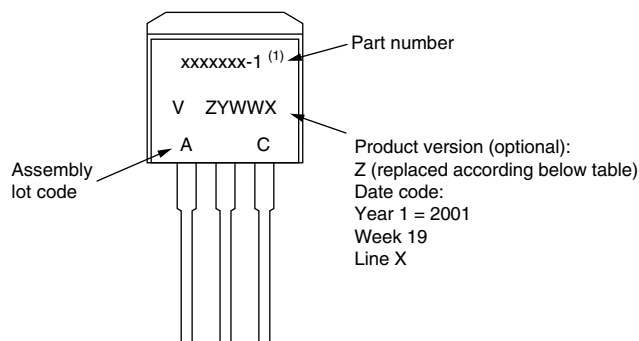 xxxxxxx-1 (1)
Part number
V ZYWWX
A C
Assembly
lot code
Product version (optional):
Z (replaced according below table)
Date code:
Year 1 = 2001
Week 19
Line X